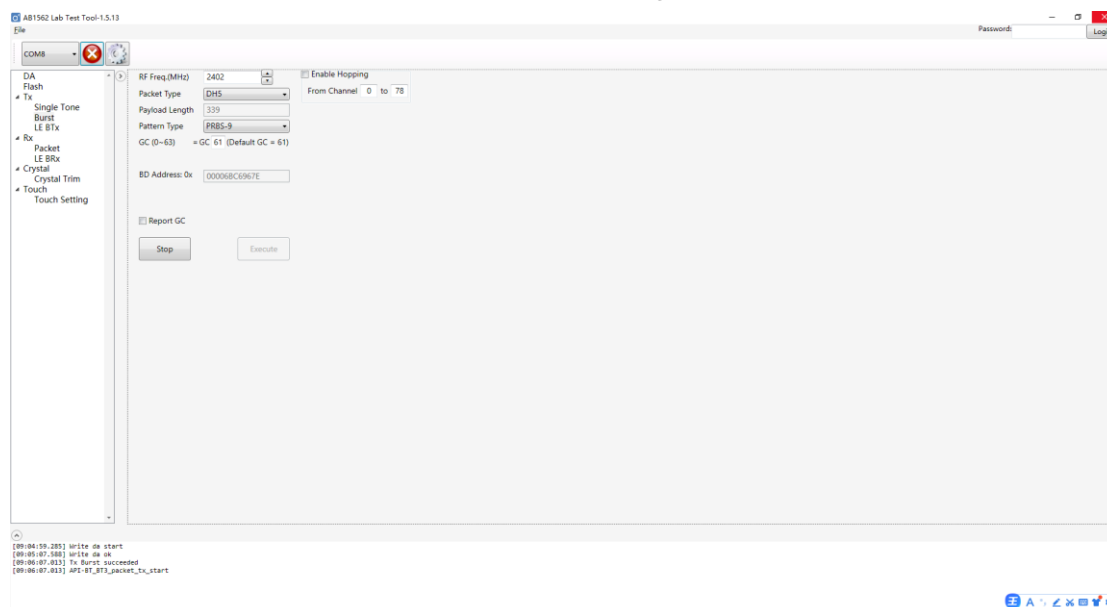 AB1562 Lab Test Tool-1.5.13
File
Password:
Logi
COM8
DA
Flash
Tx
Single Tone
Burst
LE BTx
Rx
Packet
LE BRx
Crystal
Crystal Trim
Touch
Touch Setting
RF Freq.(MHz) 2402
Packet Type DH5
Payload Length 339
Pattern Type PRBS-9
GC (0~63) =GC 61 (Default GC = 61)
BD Address: 0x 00006BC6967E
Report GC
Stop Execute
Enable Hopping
From Channel 0 to 78
[09:04:59.285] Write da start
[09:05:07.588] Write da ok
[09:06:07.013] Tx Burst succeeded
[09:06:07.013] API-BT_BT3_packet_tx_start
王 A